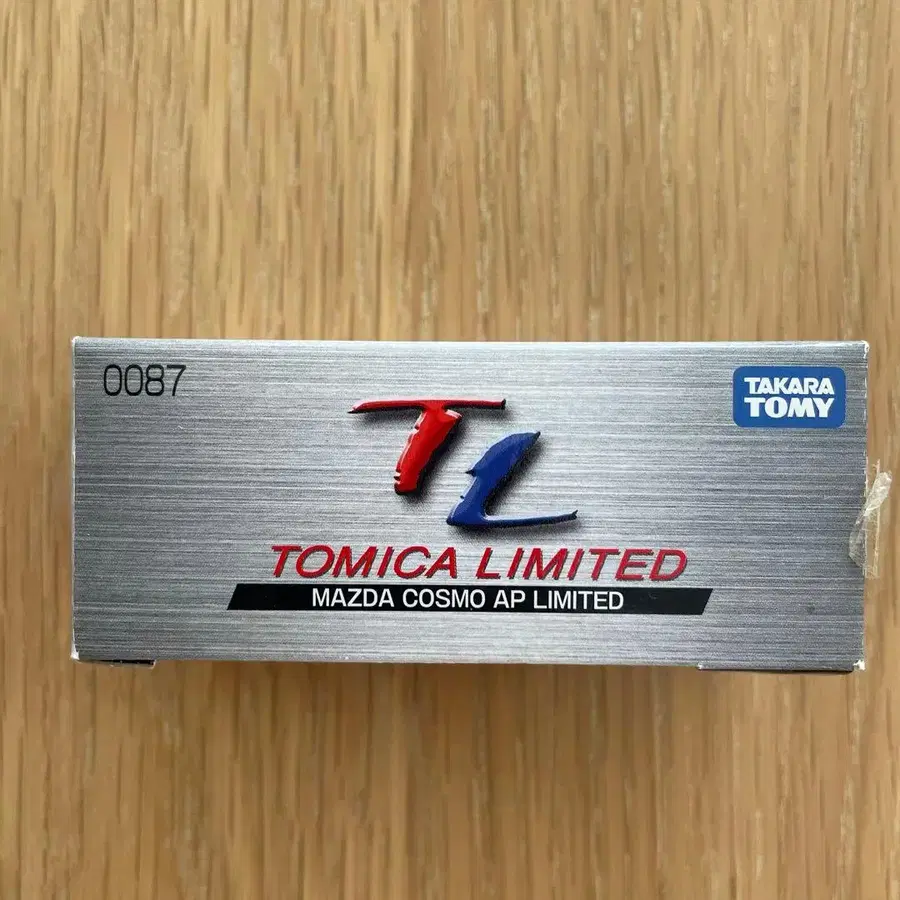 0087
TAKARA
TOMY
TL
TOMICA LIMITED
MAZDA COSMO AP LIMITED